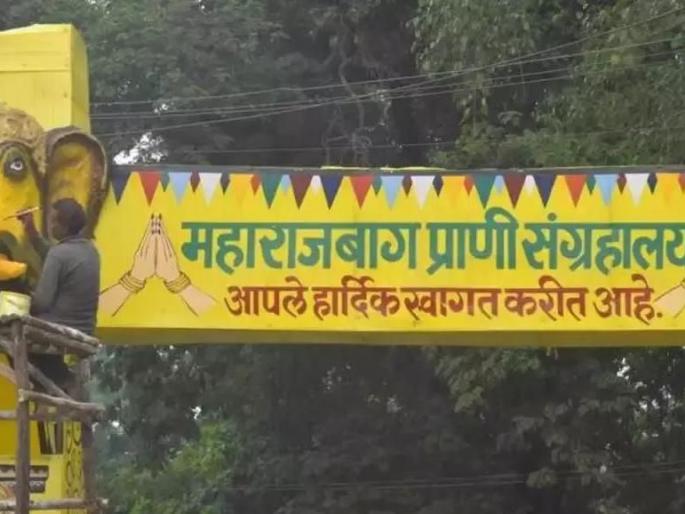 महाराजबाग प्राणी संग्रहालय
आपले हार्दिक स्वागत करीत आहे.